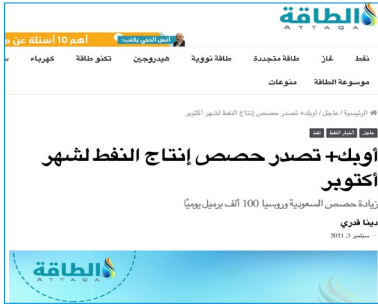 الطاقة
ATTAQA
أنس الحجي يكتب: أهم 10 أسئلة عن
نفط غاز طاقة متجددة طاقة نووية هيدروجين تكنو طاقة كهرباء
موسوعة الطاقة منوعات
الرئيسية / عاجل / أوبك+ تصدر حصص إنتاج النفط لشهر أكتوبر
عاجل أخبار النفط نفط
أوبك+ تصدر حصص إنتاج النفط لشهر
أكتوبر
زيادة حصص السعودية وروسيا 100 ألف برميل يوميًا
دينا قدري
سبتمبر 3, 2021
الطاقة
ATTAQA